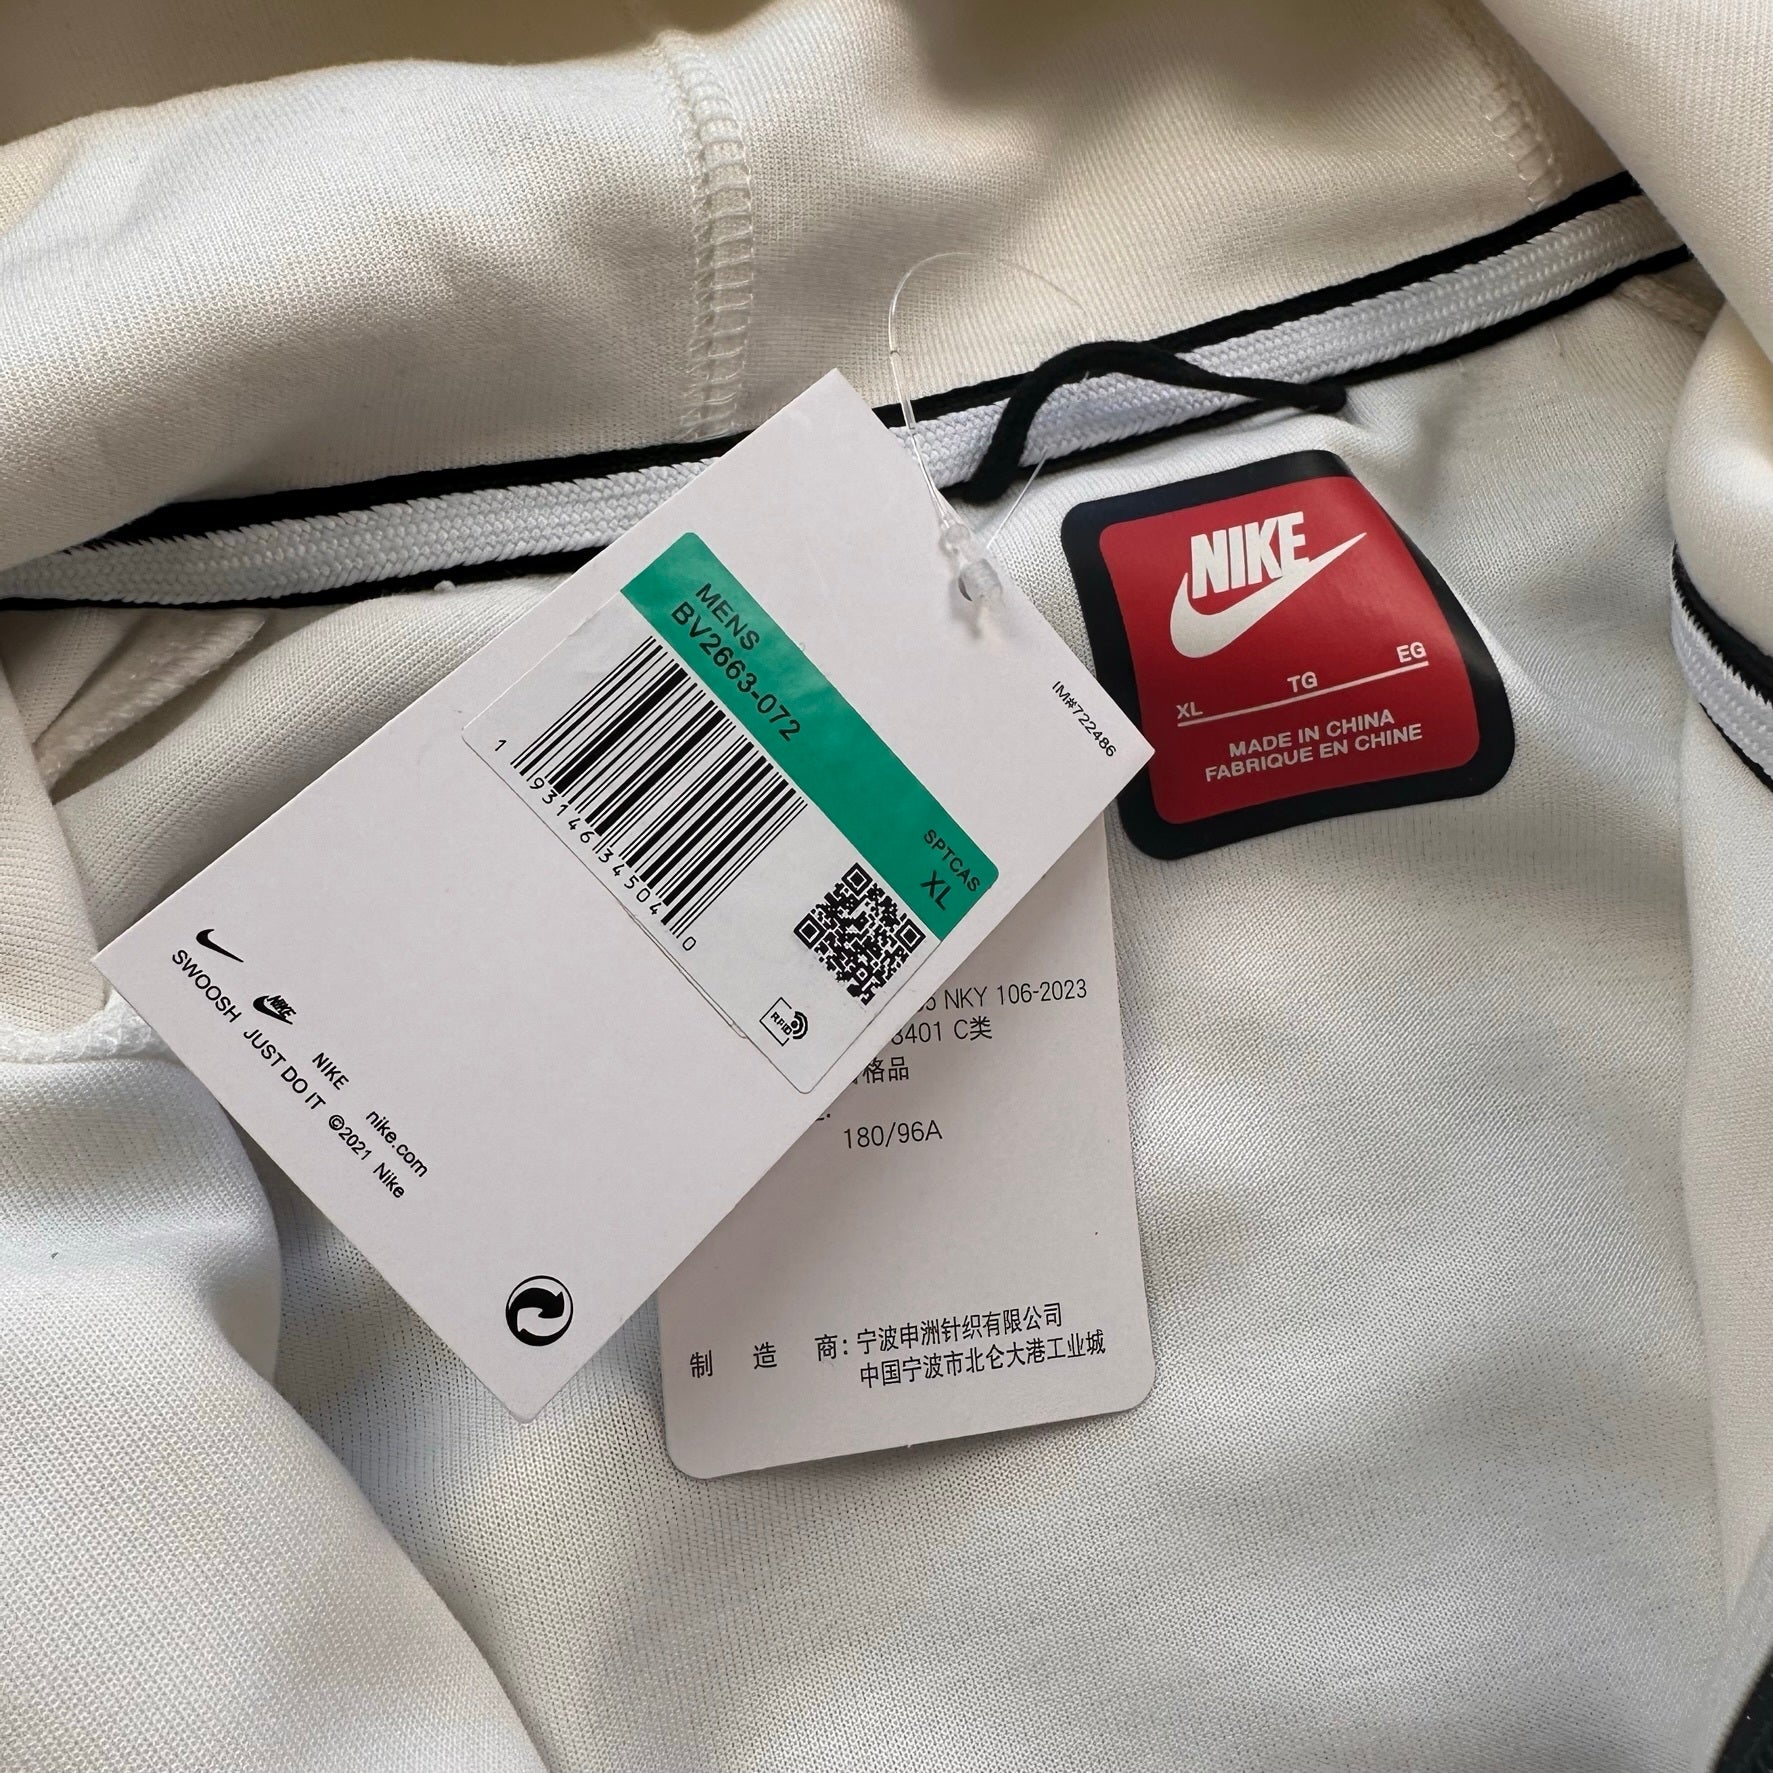 MENS
BV2663-072
SPTCAS
XL
1 93146 34504 0
RFID
IM#722486
SWOOSH NIKE nike.com
JUST DO IT ©2021 Nike
NIKE
XL TG EG
MADE IN CHINA
FABRIQUE EN CHINE
NKY 106-2023
8401 C类
格品
180/96A
制 造 商: 宁波申洲针织有限公司
中国宁波市北仑大港工业城